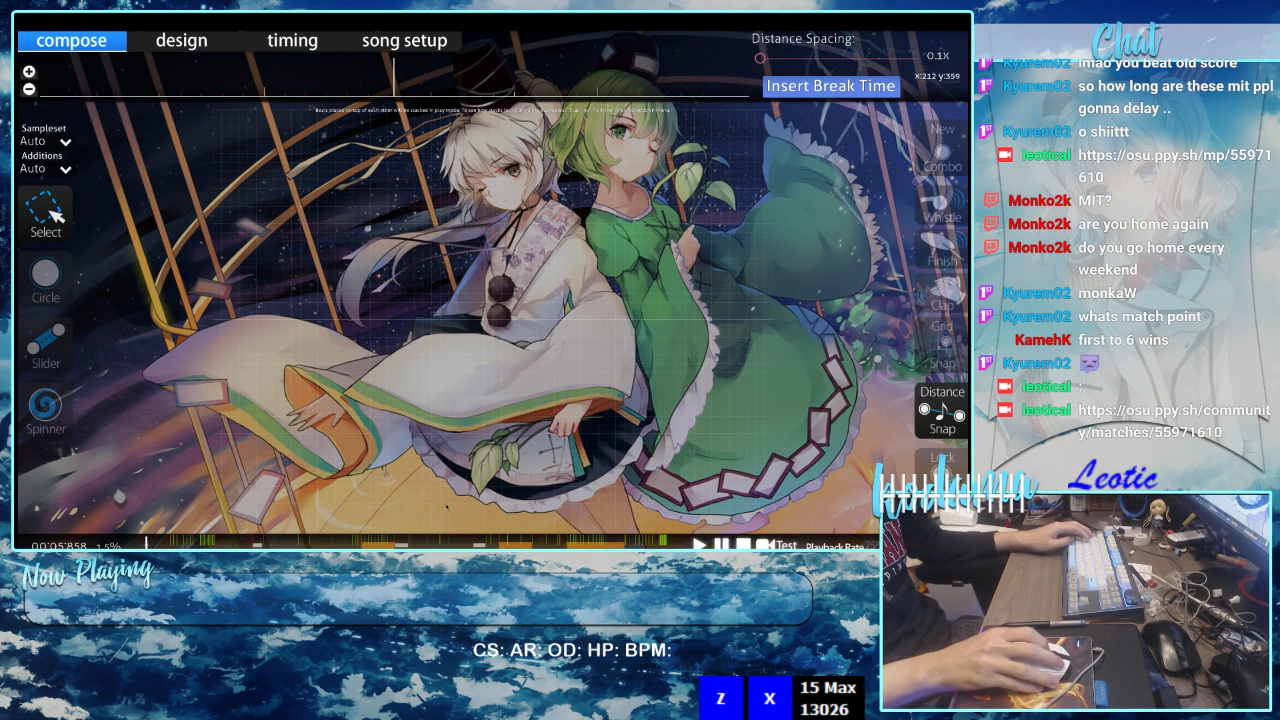 compose design timing song setup
Distance Spacing:
0.1x
x:212 y:359
Insert Break Time
Sampleset
Auto
Additions
Auto
Select
Circle
Slider
Spinner
New
Combo
Whistle
Finish
Clap
Grid
Snap
Distance
Snap
Lock
00:05:858 1.5%
Test Playback Rate
Now Playing
CS: AR: OD: HP: BPM:
Z X 15 Max
13026
Chat
Kyurem02 lmao you beat old score
Kyurem02 so how long are these mit ppl
gonna delay ..
Kyurem02 o shiittt
leotical https://osu.ppy.sh/mp/55971
610
Monko2k MIT?
Monko2k are you home again
Monko2k do you go home every
weekend
Kyurem02 monkaW
Kyurem02 whats match point
KamehK first to 6 wins
Kyurem02
leotical :
leotical https://osu.ppy.sh/communit
y/matches/55971610
Leotic